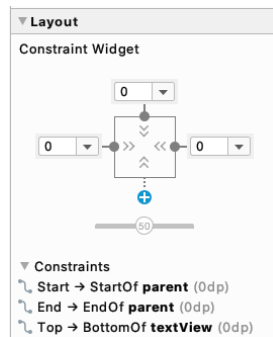 Layout
Constraint Widget
0
0
0
50
Constraints
Start → StartOf parent (0dp)
End → EndOf parent (0dp)
Top → BottomOf textView (0dp)